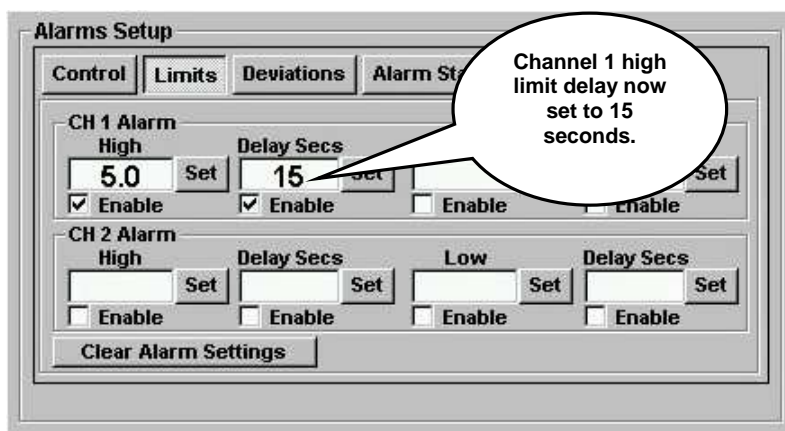 Alarms Setup
Control Limits Deviations Alarm Sta
Channel 1 high
limit delay now
set to 15
seconds.
CH 1 Alarm
High Delay Secs
5.0 Set 15 Set Set
Enable Enable Enable Enable
CH 2 Alarm
High Delay Secs Low Delay Secs
Set Set Set Set
Enable Enable Enable Enable
Clear Alarm Settings